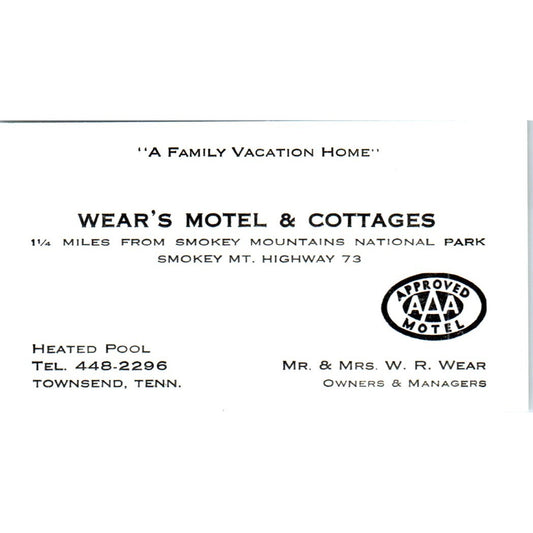 "A Family Vacation Home"
WEAR'S MOTEL & COTTAGES
1¼ MILES FROM SMOKEY MOUNTAINS NATIONAL PARK
SMOKEY MT. HIGHWAY 73
APPROVED
AAA
MOTEL
Heated Pool
Tel. 448-2296
Townsend, Tenn.
Mr. & Mrs. W. R. Wear
Owners & Managers